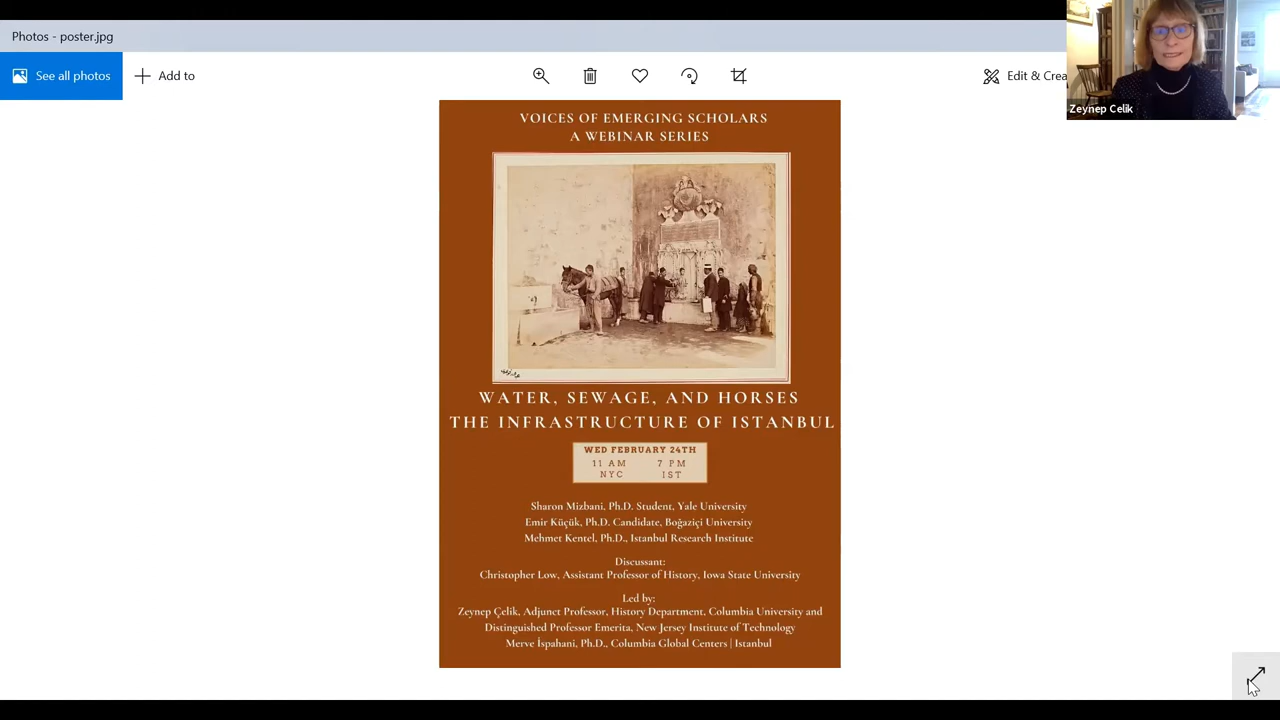 Photos - poster.jpg
See all photos
Add to
Edit & Crea
Zeynep Celik
VOICES OF EMERGING SCHOLARS
A WEBINAR SERIES
WATER, SEWAGE, AND HORSES
THE INFRASTRUCTURE OF ISTANBUL
WED FEBRUARY 24TH
11 AM 7 PM
NYC IST
Sharon Mizbani, Ph.D. Student, Yale University
Emir Küçük, Ph.D. Candidate, Boğaziçi University
Mehmet Kentel, Ph.D., Istanbul Research Institute
Discussant:
Christopher Low, Assistant Professor of History, Iowa State University
Led by:
Zeynep Çelik, Adjunct Professor, History Department, Columbia University and
Distinguished Professor Emerita, New Jersey Institute of Technology
Merve İspahani, Ph.D., Columbia Global Centers | Istanbul